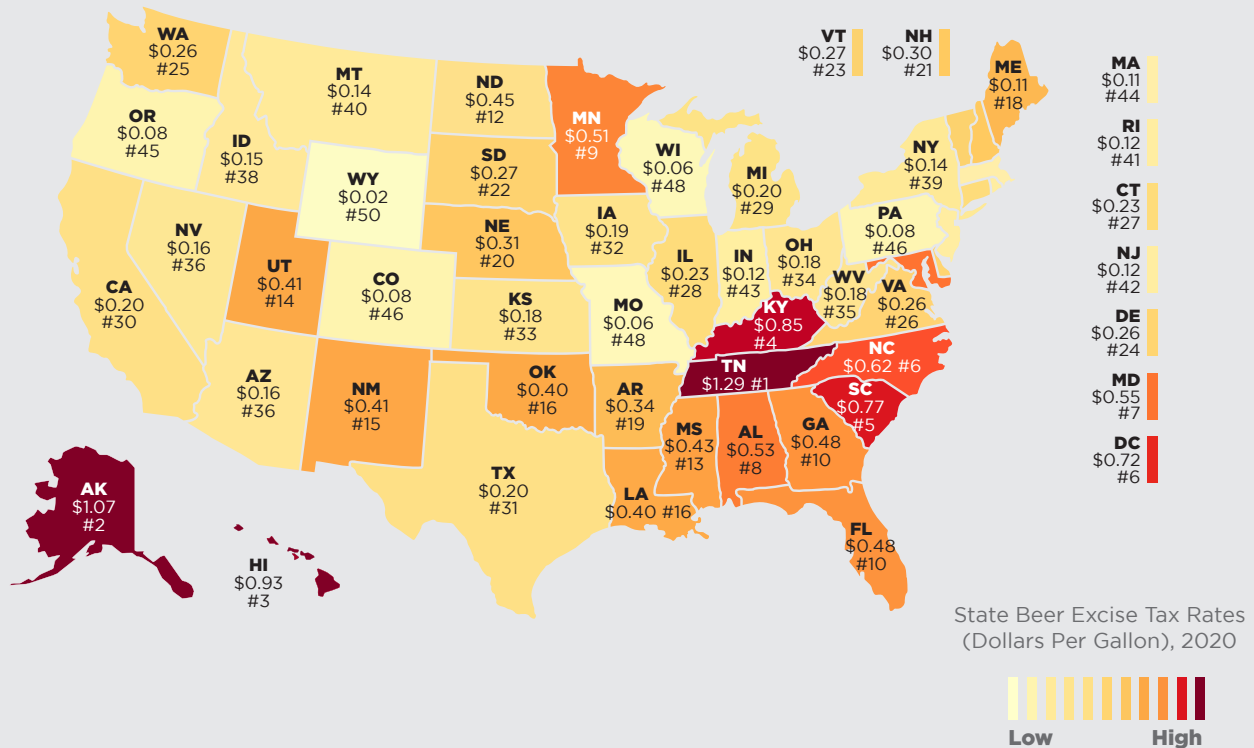 WA
$0.26
#25
MT
$0.14
#40
ND
$0.45
#12
MN
$0.51
#9
VT
$0.27
#23
NH
$0.30
#21
ME
$0.11
#18
MA
$0.11
#44
OR
$0.08
#45
ID
$0.15
#38
WY
$0.02
#50
SD
$0.27
#22
WI
$0.06
#48
MI
$0.20
#29
NY
$0.14
#39
RI
$0.12
#41
CT
$0.23
#27
NV
$0.16
#36
UT
$0.41
#14
CO
$0.08
#46
NE
$0.31
#20
IA
$0.19
#32
IL
$0.23
#28
IN
$0.12
#43
OH
$0.18
#34
PA
$0.08
#46
NJ
$0.12
#42
CA
$0.20
#30
KS
$0.18
#33
MO
$0.06
#48
KY
$0.85
#4
WV
$0.18
#35
VA
$0.26
#26
DE
$0.26
#24
AZ
$0.16
#36
NM
$0.41
#15
OK
$0.40
#16
AR
$0.34
#19
TN
$1.29 #1
NC
$0.62 #6
SC
$0.77
#5
MD
$0.55
#7
DC
$0.72
#6
TX
$0.20
#31
LA
$0.40 #16
MS
$0.43
#13
AL
$0.53
#8
GA
$0.48
#10
FL
$0.48
#10
AK
$1.07
#2
HI
$0.93
#3
State Beer Excise Tax Rates
(Dollars Per Gallon), 2020
Low High